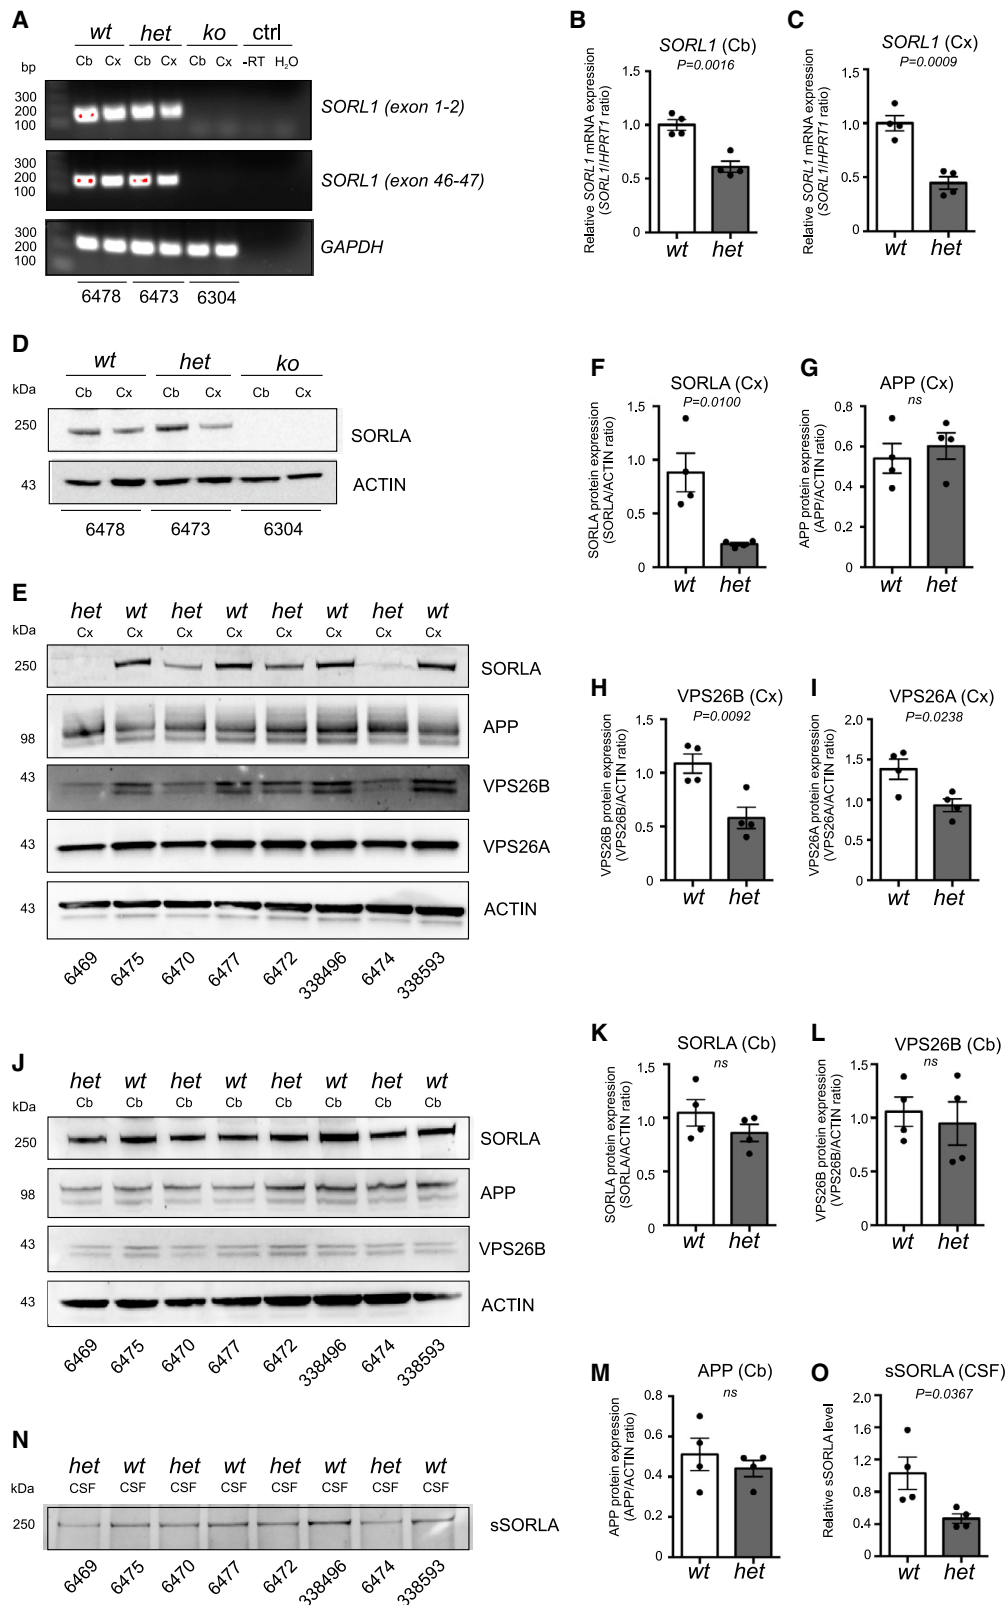 A
wt het ko ctrl
bp Cb Cx Cb Cx Cb Cx -RT H₂O
300
200
100
SORL1 (exon 1-2)
300
200
100
SORL1 (exon 46-47)
300
200
100
GAPDH
6478 6473 6304
B
SORL1 (Cb)
P=0.0016
Relative SORL1 mRNA expression
(SORL1/HPRT1 ratio)
1.5
1.0
0.5
0
wt het
C
SORL1 (Cx)
P=0.0009
Relative SORL1 mRNA expression
(SORL1/HPRT1 ratio)
1.5
1.0
0.5
0
wt het
D
wt het ko
kDa Cb Cx Cb Cx Cb Cx
250 SORLA
43 ACTIN
6478 6473 6304
F
SORLA (Cx)
P=0.0100
SORLA protein expression
(SORLA/ACTIN ratio)
1.5
1.0
0.5
0
wt het
G
APP (Cx)
ns
APP protein expression
(APP/ACTIN ratio)
0.8
0.6
0.4
0.2
0
wt het
E
het wt het wt het wt het wt
kDa Cx Cx Cx Cx Cx Cx Cx Cx
250 SORLA
98 APP
43 VPS26B
43 VPS26A
43 ACTIN
6469 6475 6470 6477 6472 338496 6474 338593
H
VPS26B (Cx)
P=0.0092
VPS26B protein expression
(VPS26B/ACTIN ratio)
1.5
1.0
0.5
0
wt het
I
VPS26A (Cx)
P=0.0238
VPS26A protein expression
(VPS26A/ACTIN ratio)
2.0
1.5
1.0
0.5
0
wt het
J
het wt het wt het wt het wt
kDa Cb Cb Cb Cb Cb Cb Cb Cb
250 SORLA
98 APP
43 VPS26B
43 ACTIN
6469 6475 6470 6477 6472 338496 6474 338593
K
SORLA (Cb)
ns
SORLA protein expression
(SORLA/ACTIN ratio)
1.5
1.0
0.5
0
wt het
L
VPS26B (Cb)
ns
VPS26B protein expression
(VPS26B/ACTIN ratio)
1.5
1.0
0.5
0
wt het
M
APP (Cb)
ns
APP protein expression
(APP/ACTIN ratio)
0.8
0.6
0.4
0.2
0
wt het
O
sSORLA (CSF)
P=0.0367
Relative sSORLA level
2.0
1.6
1.2
0.8
0.4
0
wt het
N
het wt het wt het wt het wt
kDa CSF CSF CSF CSF CSF CSF CSF CSF
250 sSORLA
6469 6475 6470 6477 6472 338496 6474 338593